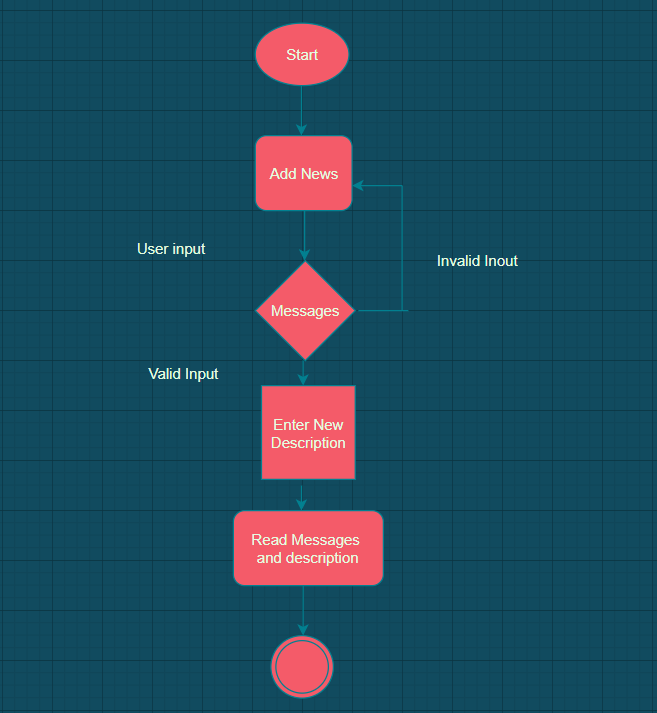 Start
Add News
User input
Invalid Inout
Messages
Valid Input
Enter New
Description
Read Messages
and description